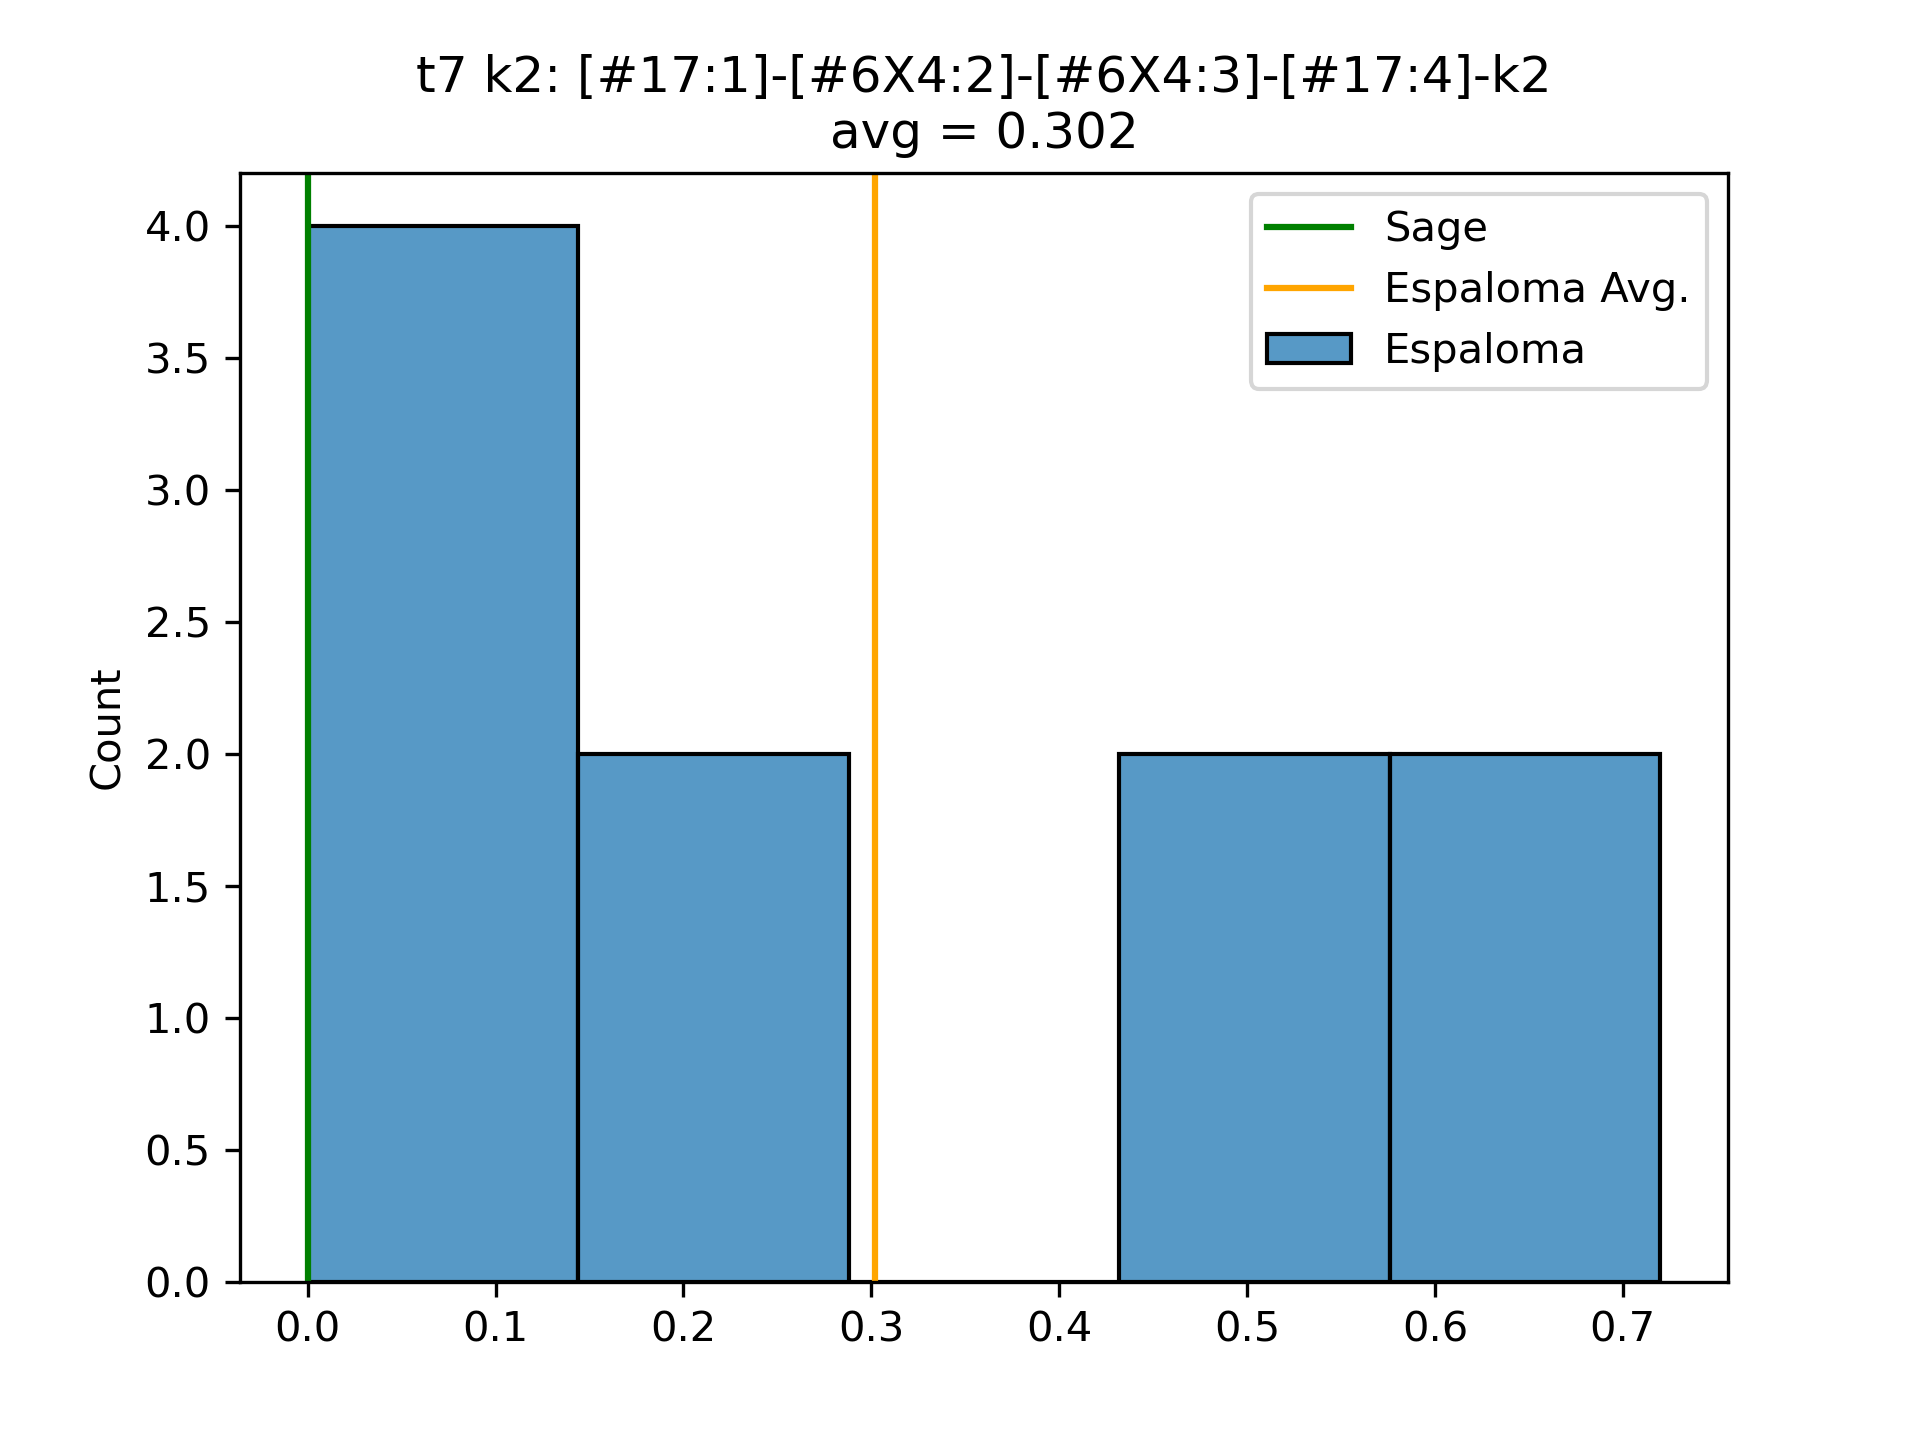 t7 k2: [#17:1]-[#6X4:2]-[#6X4:3]-[#17:4]-k2
avg = 0.302
Sage
Espaloma Avg.
Espaloma
Count
4.0
3.5
3.0
2.5
2.0
1.5
1.0
0.5
0.0
0.0 0.1 0.2 0.3 0.4 0.5 0.6 0.7